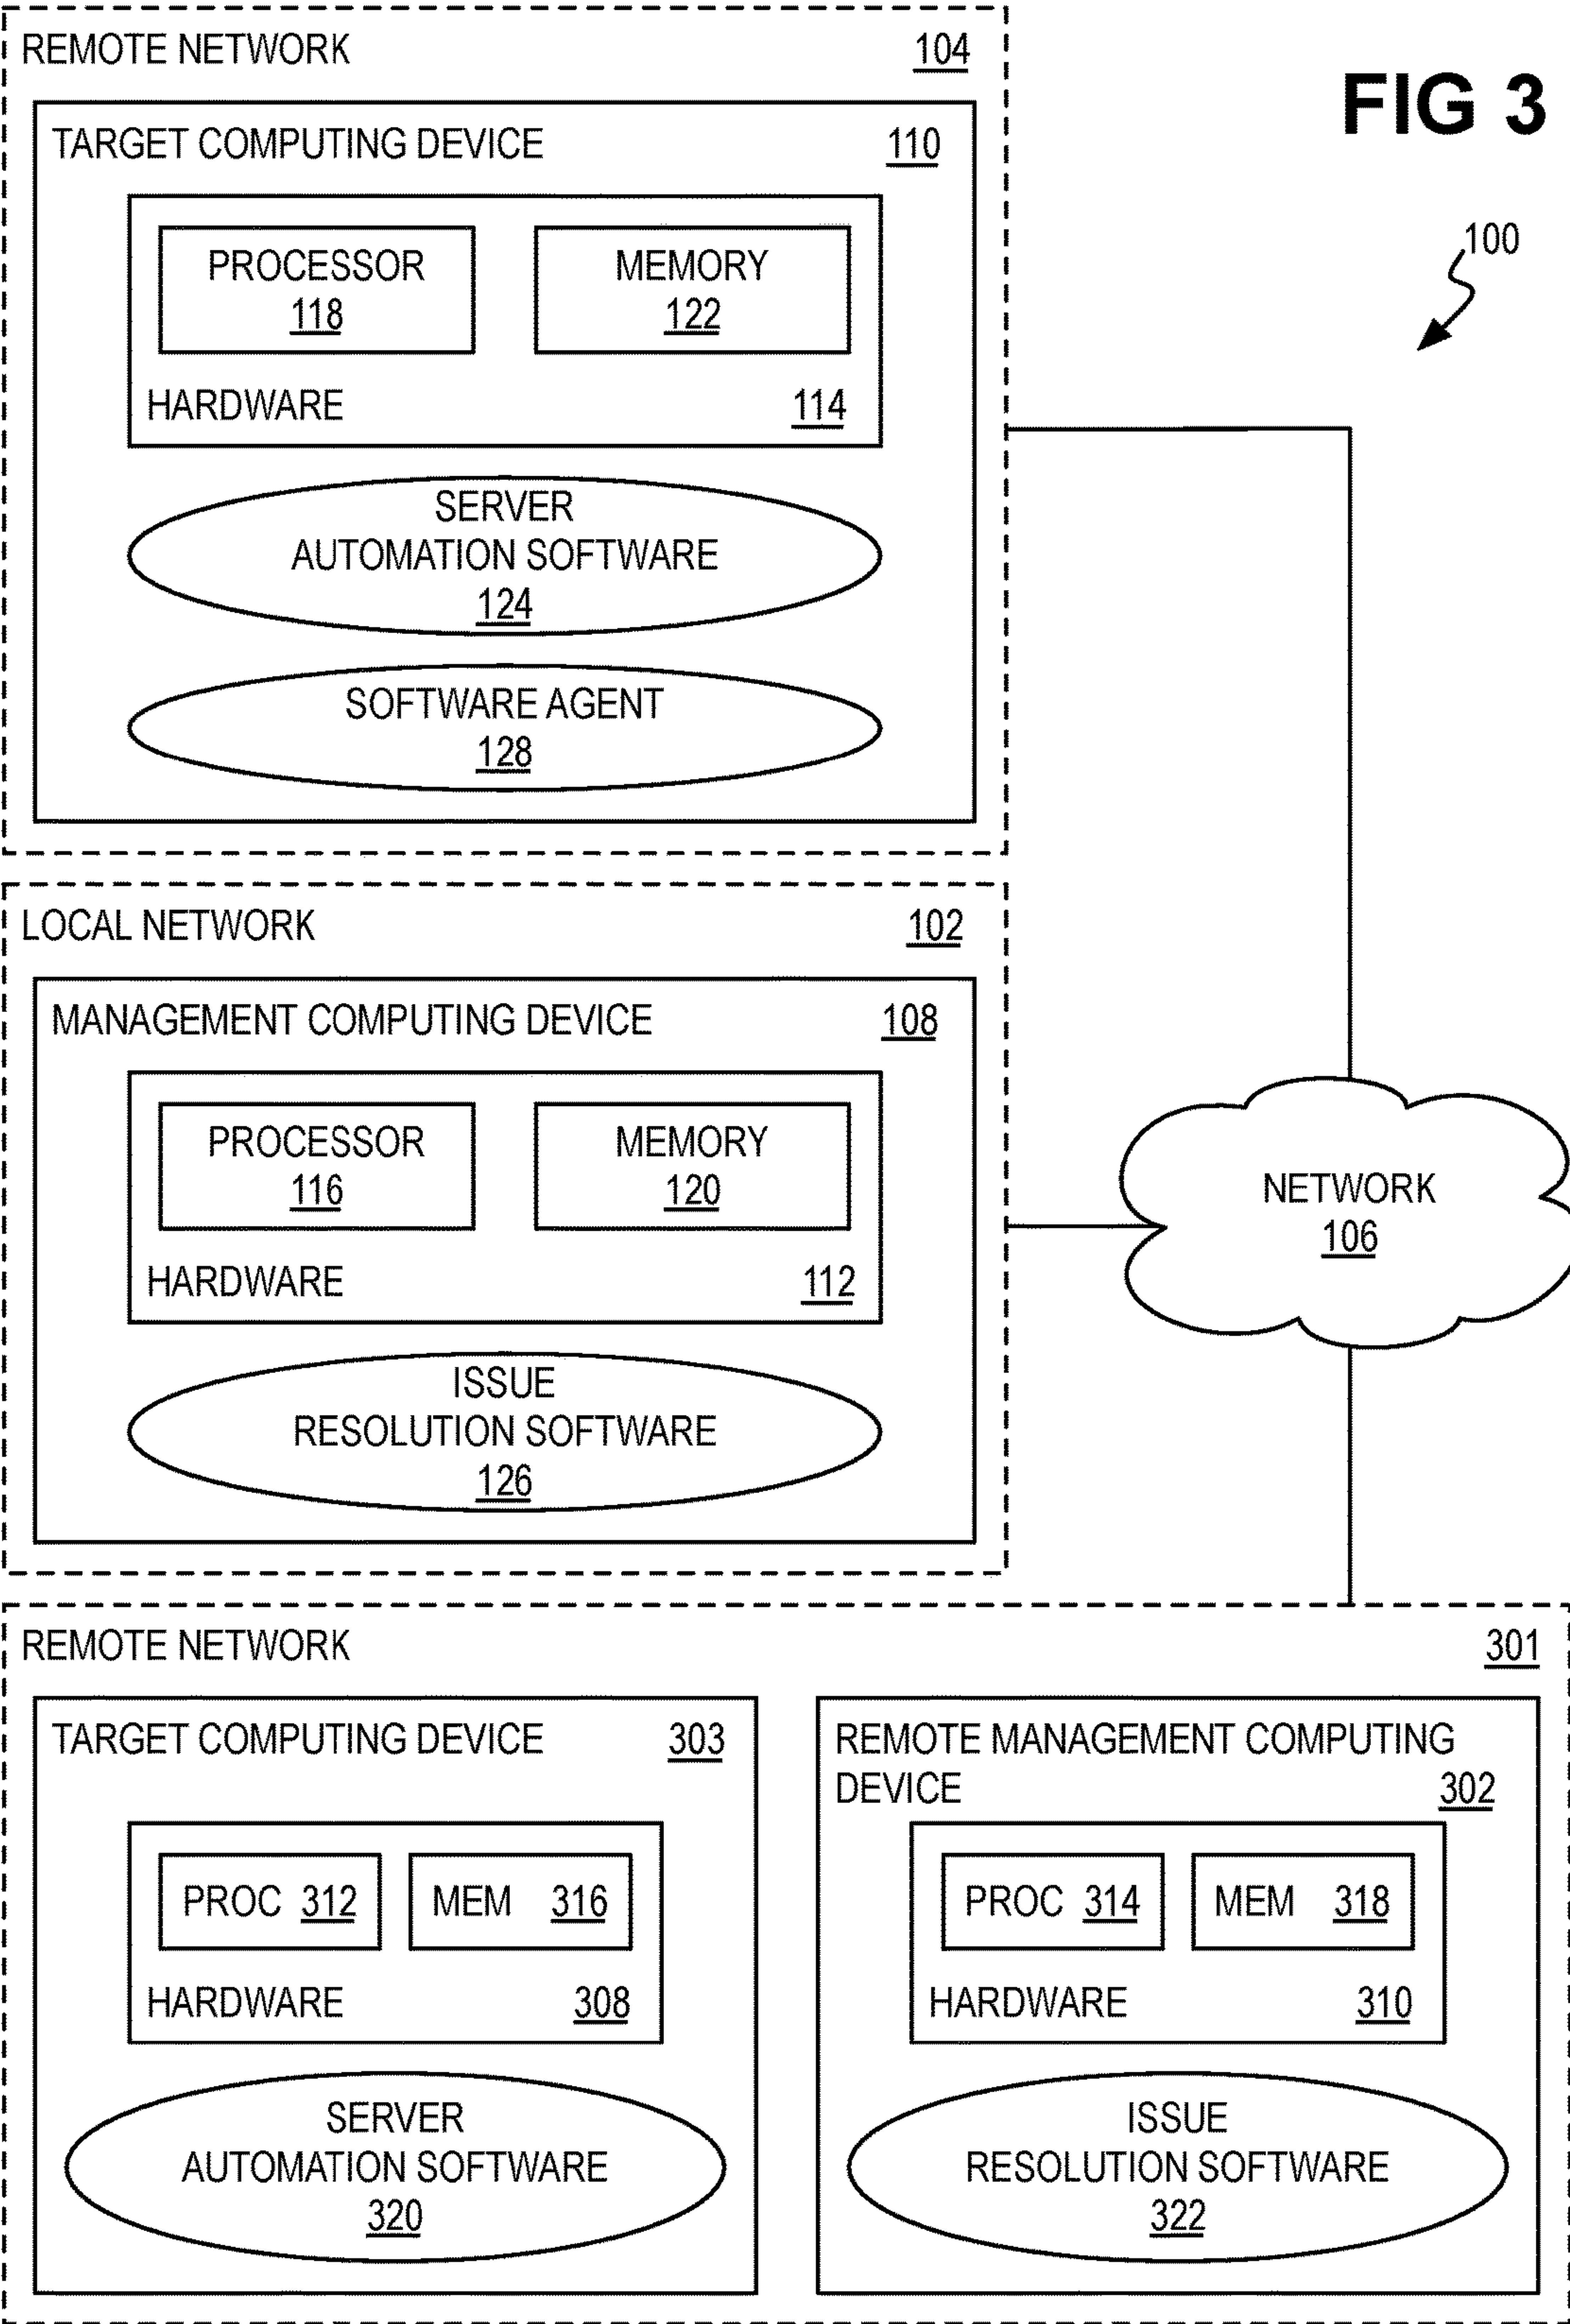 REMOTE NETWORK 104
FIG 3
TARGET COMPUTING DEVICE 110
100
PROCESSOR
118
MEMORY
122
HARDWARE 114
SERVER
AUTOMATION SOFTWARE
124
SOFTWARE AGENT
128
LOCAL NETWORK 102
MANAGEMENT COMPUTING DEVICE 108
PROCESSOR
116
MEMORY
120
HARDWARE 112
NETWORK
106
ISSUE
RESOLUTION SOFTWARE
126
REMOTE NETWORK 301
TARGET COMPUTING DEVICE 303
PROC 312
MEM 316
HARDWARE 308
SERVER
AUTOMATION SOFTWARE
320
REMOTE MANAGEMENT COMPUTING
DEVICE 302
PROC 314
MEM 318
HARDWARE 310
ISSUE
RESOLUTION SOFTWARE
322